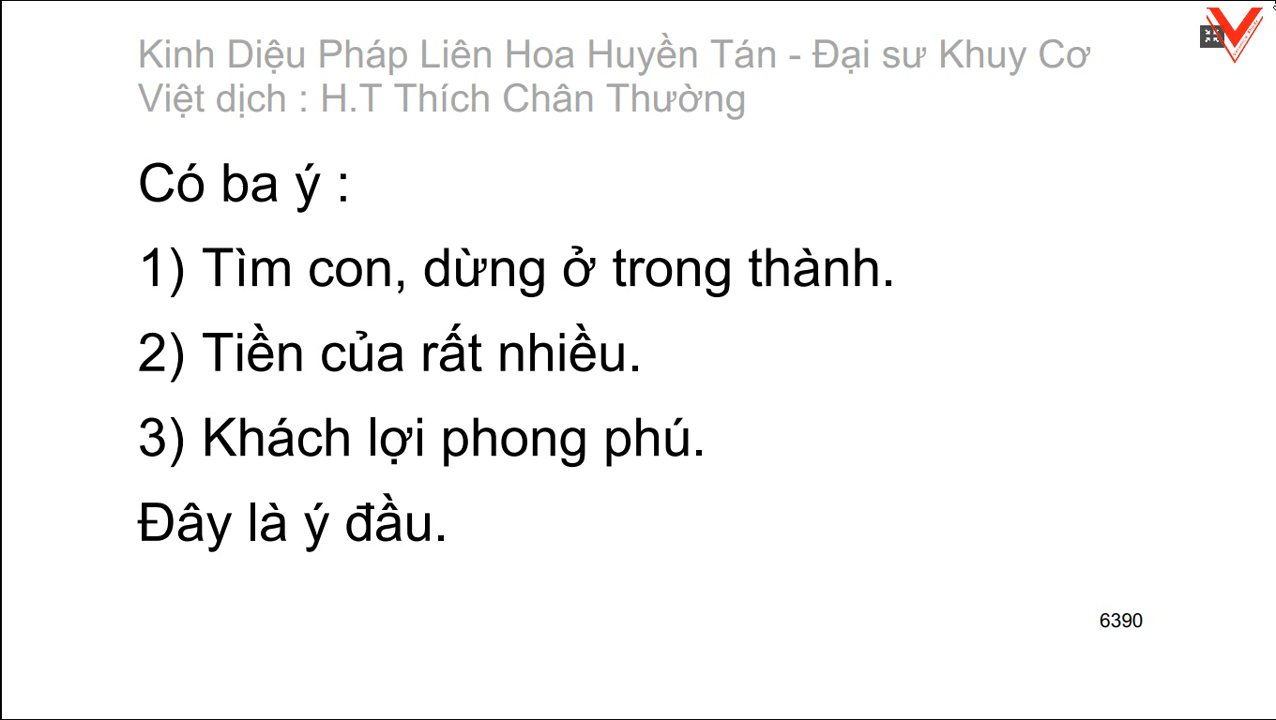 Kinh Diệu Pháp Liên Hoa Huyền Tán - Đại sư Khuy Cơ
Việt dịch : H.T Thích Chân Thường
Có ba ý :
1) Tìm con, dừng ở trong thành.
2) Tiền của rất nhiều.
3) Khách lợi phong phú.
Đây là ý đầu.
6390